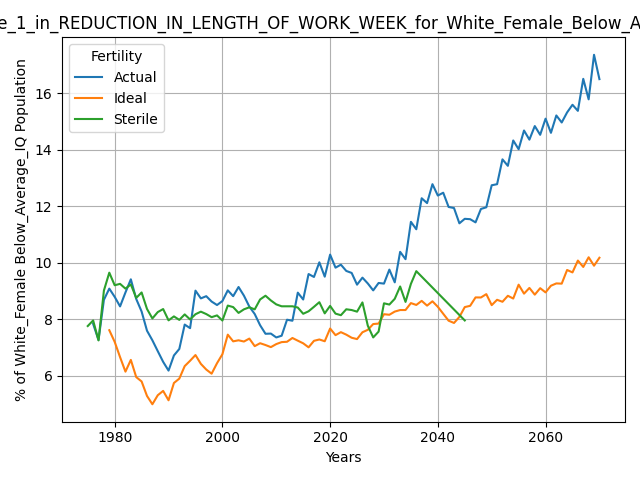 e_1_in_REDUCTION_IN_LENGTH_OF_WORK_WEEK_for_White_Female_Below_A
Fertility
Actual
Ideal
Sterile
% of White_Female Below_Average_IQ Population
16
14
12
10
8
6
1980
2000
2020
2040
2060
Years